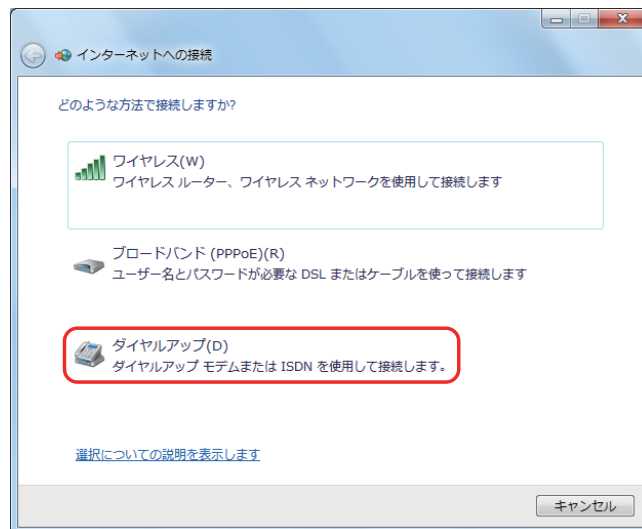 インターネットへの接続
どのような方法で接続しますか?
ワイヤレス(W)
ワイヤレス ルーター、ワイヤレス ネットワークを使用して接続します
ブロードバンド (PPPoE)(R)
ユーザー名とパスワードが必要な DSL またはケーブルを使って接続します
ダイヤルアップ(D)
ダイヤルアップ モデムまたは ISDN を使用して接続します。
選択についての説明を表示します
キャンセル